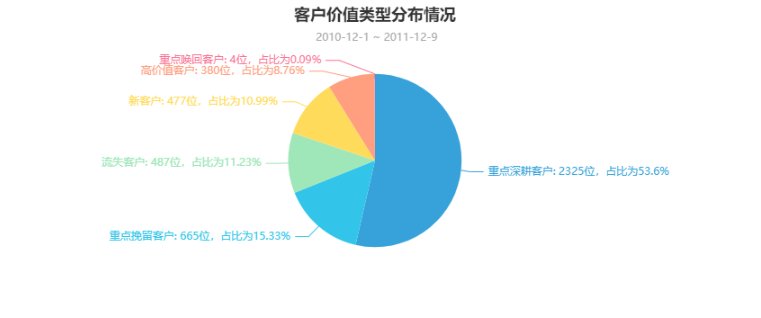 客户价值类型分布情况
2010-12-1 ~ 2011-12-9
重点唤回客户: 4位，占比为0.09%
高价值客户: 380位，占比为8.76%
新客户: 477位，占比为10.99%
流失客户: 487位，占比为11.23%
重点深耕客户: 2325位，占比为53.6%
重点挽留客户: 665位，占比为15.33%